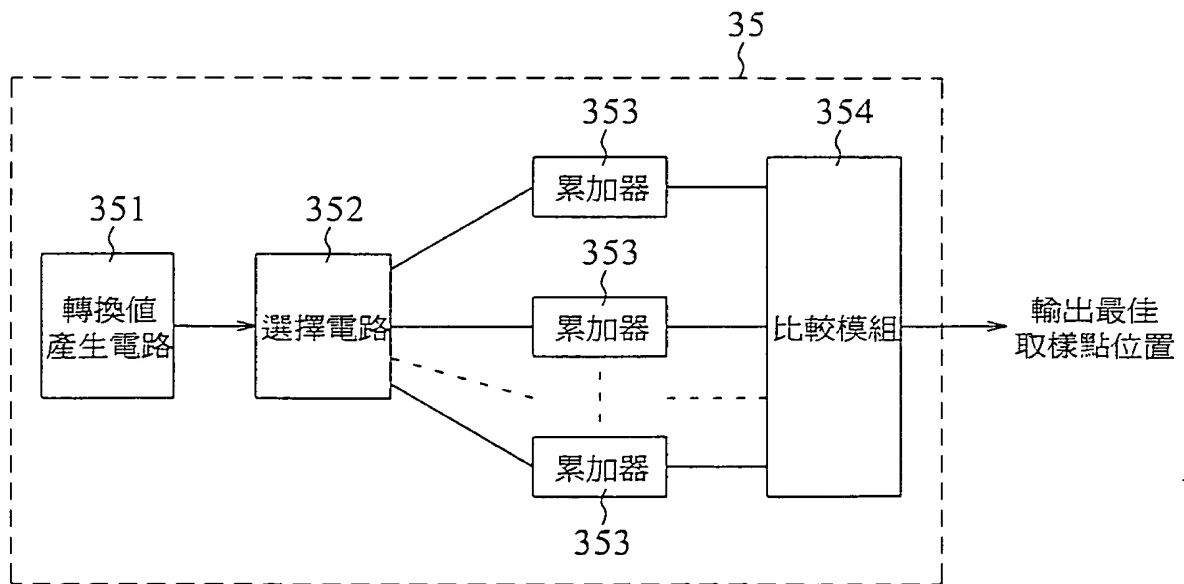 35
353
354
累加器
351
352
353
轉換值
產生電路
選擇電路
累加器
比較模組
輸出最佳
取樣點位置
累加器
353